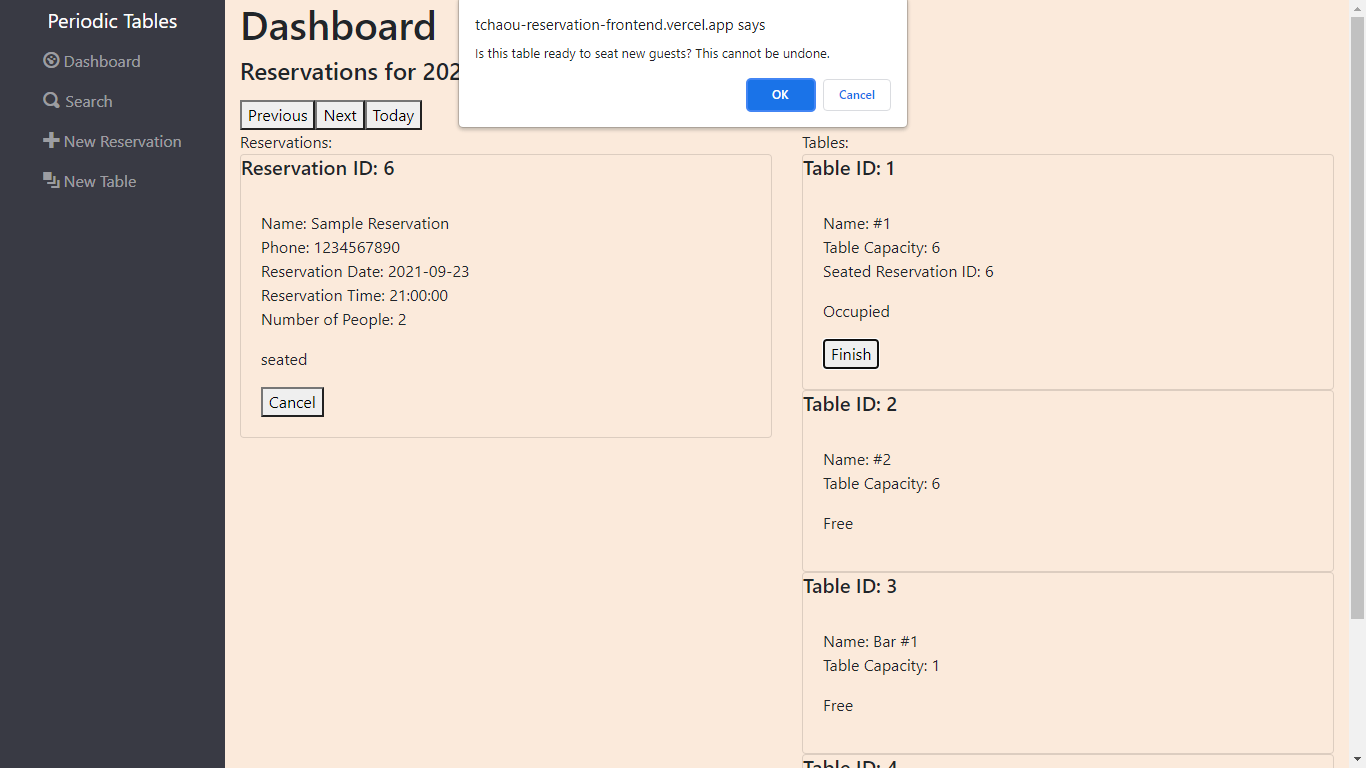 Periodic Tables
Dashboard
Search
New Reservation
New Table
tchaou-reservation-frontend.vercel.app says
Is this table ready to seat new guests? This cannot be undone.
OK
Cancel
Dashboard
Reservations for 202
Previous
Next
Today
Reservations:
Reservation ID: 6
Name: Sample Reservation
Phone: 1234567890
Reservation Date: 2021-09-23
Reservation Time: 21:00:00
Number of People: 2
seated
Cancel
Tables:
Table ID: 1
Name: #1
Table Capacity: 6
Seated Reservation ID: 6
Occupied
Finish
Table ID: 2
Name: #2
Table Capacity: 6
Free
Table ID: 3
Name: Bar #1
Table Capacity: 1
Free
Table ID: 4